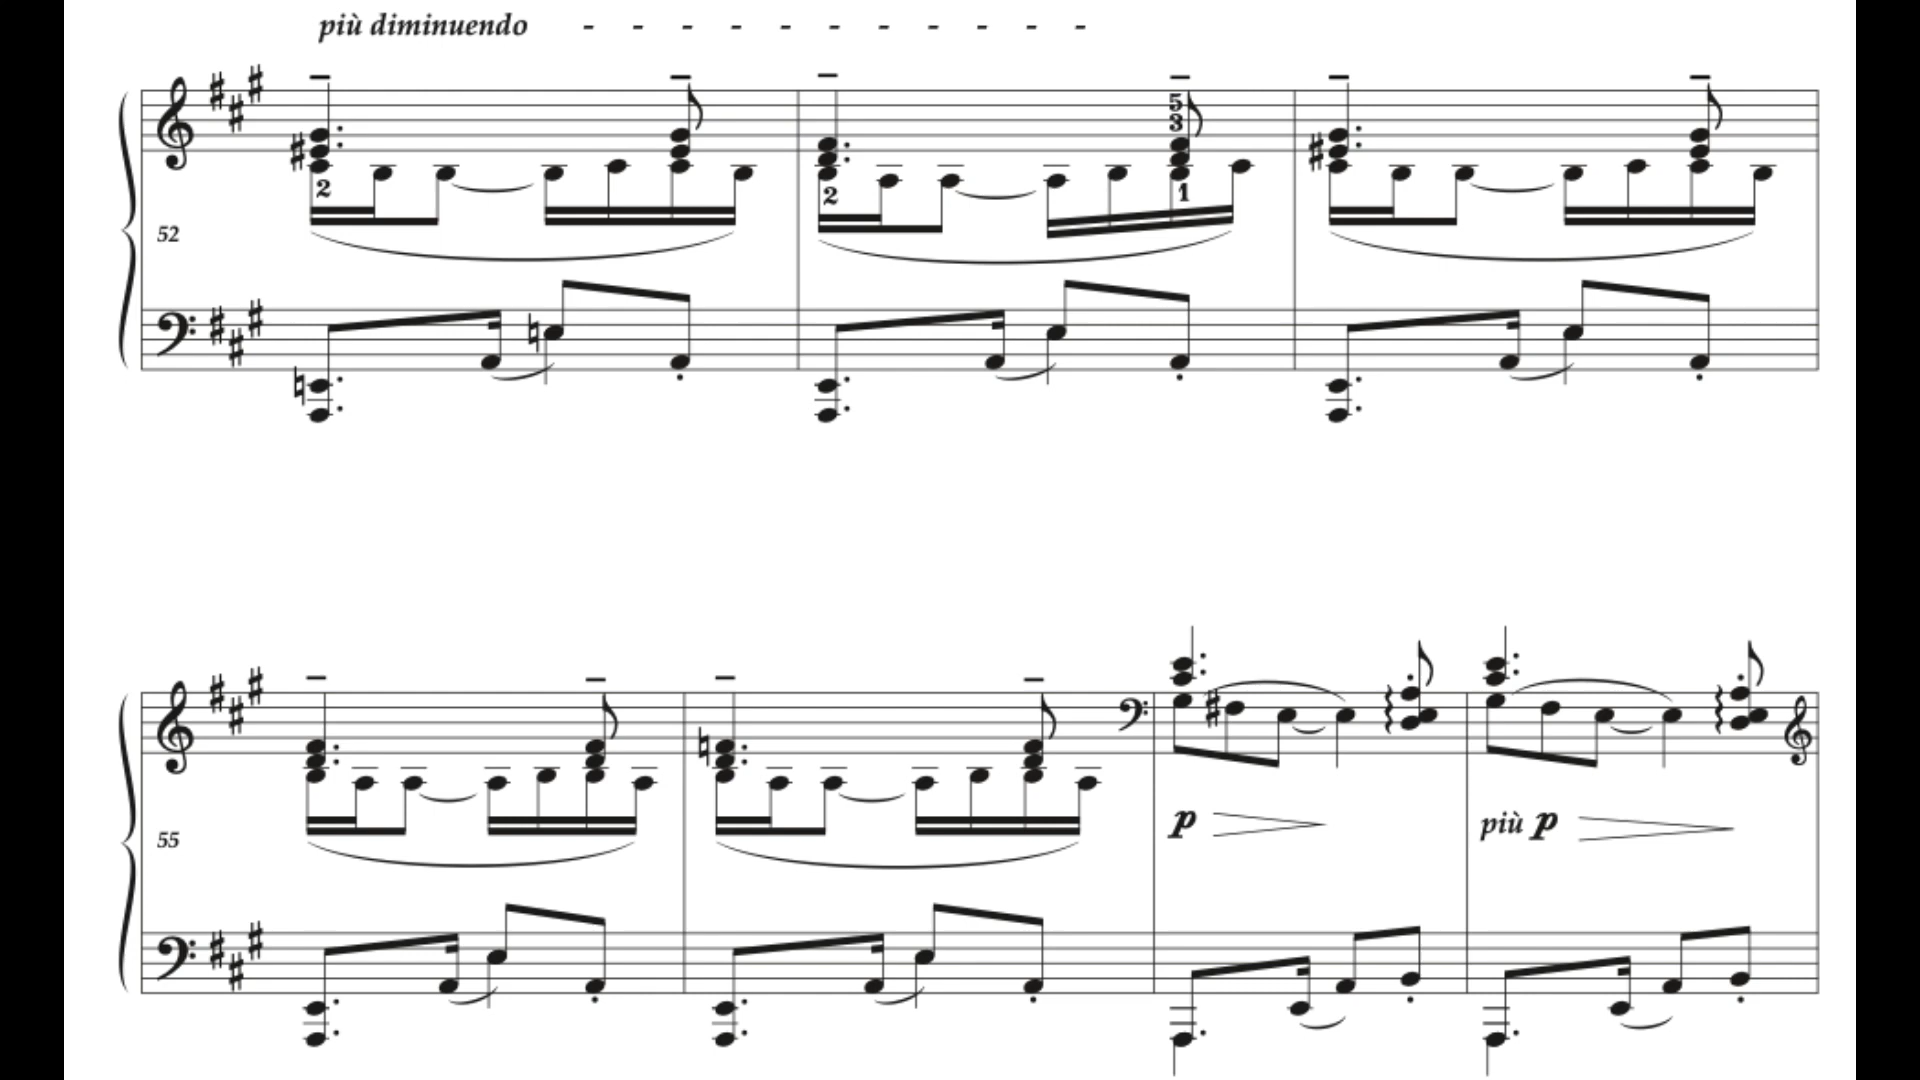 più diminuendo - - - - - - - - - - -
5
3
2 2 1
52
55
p più p